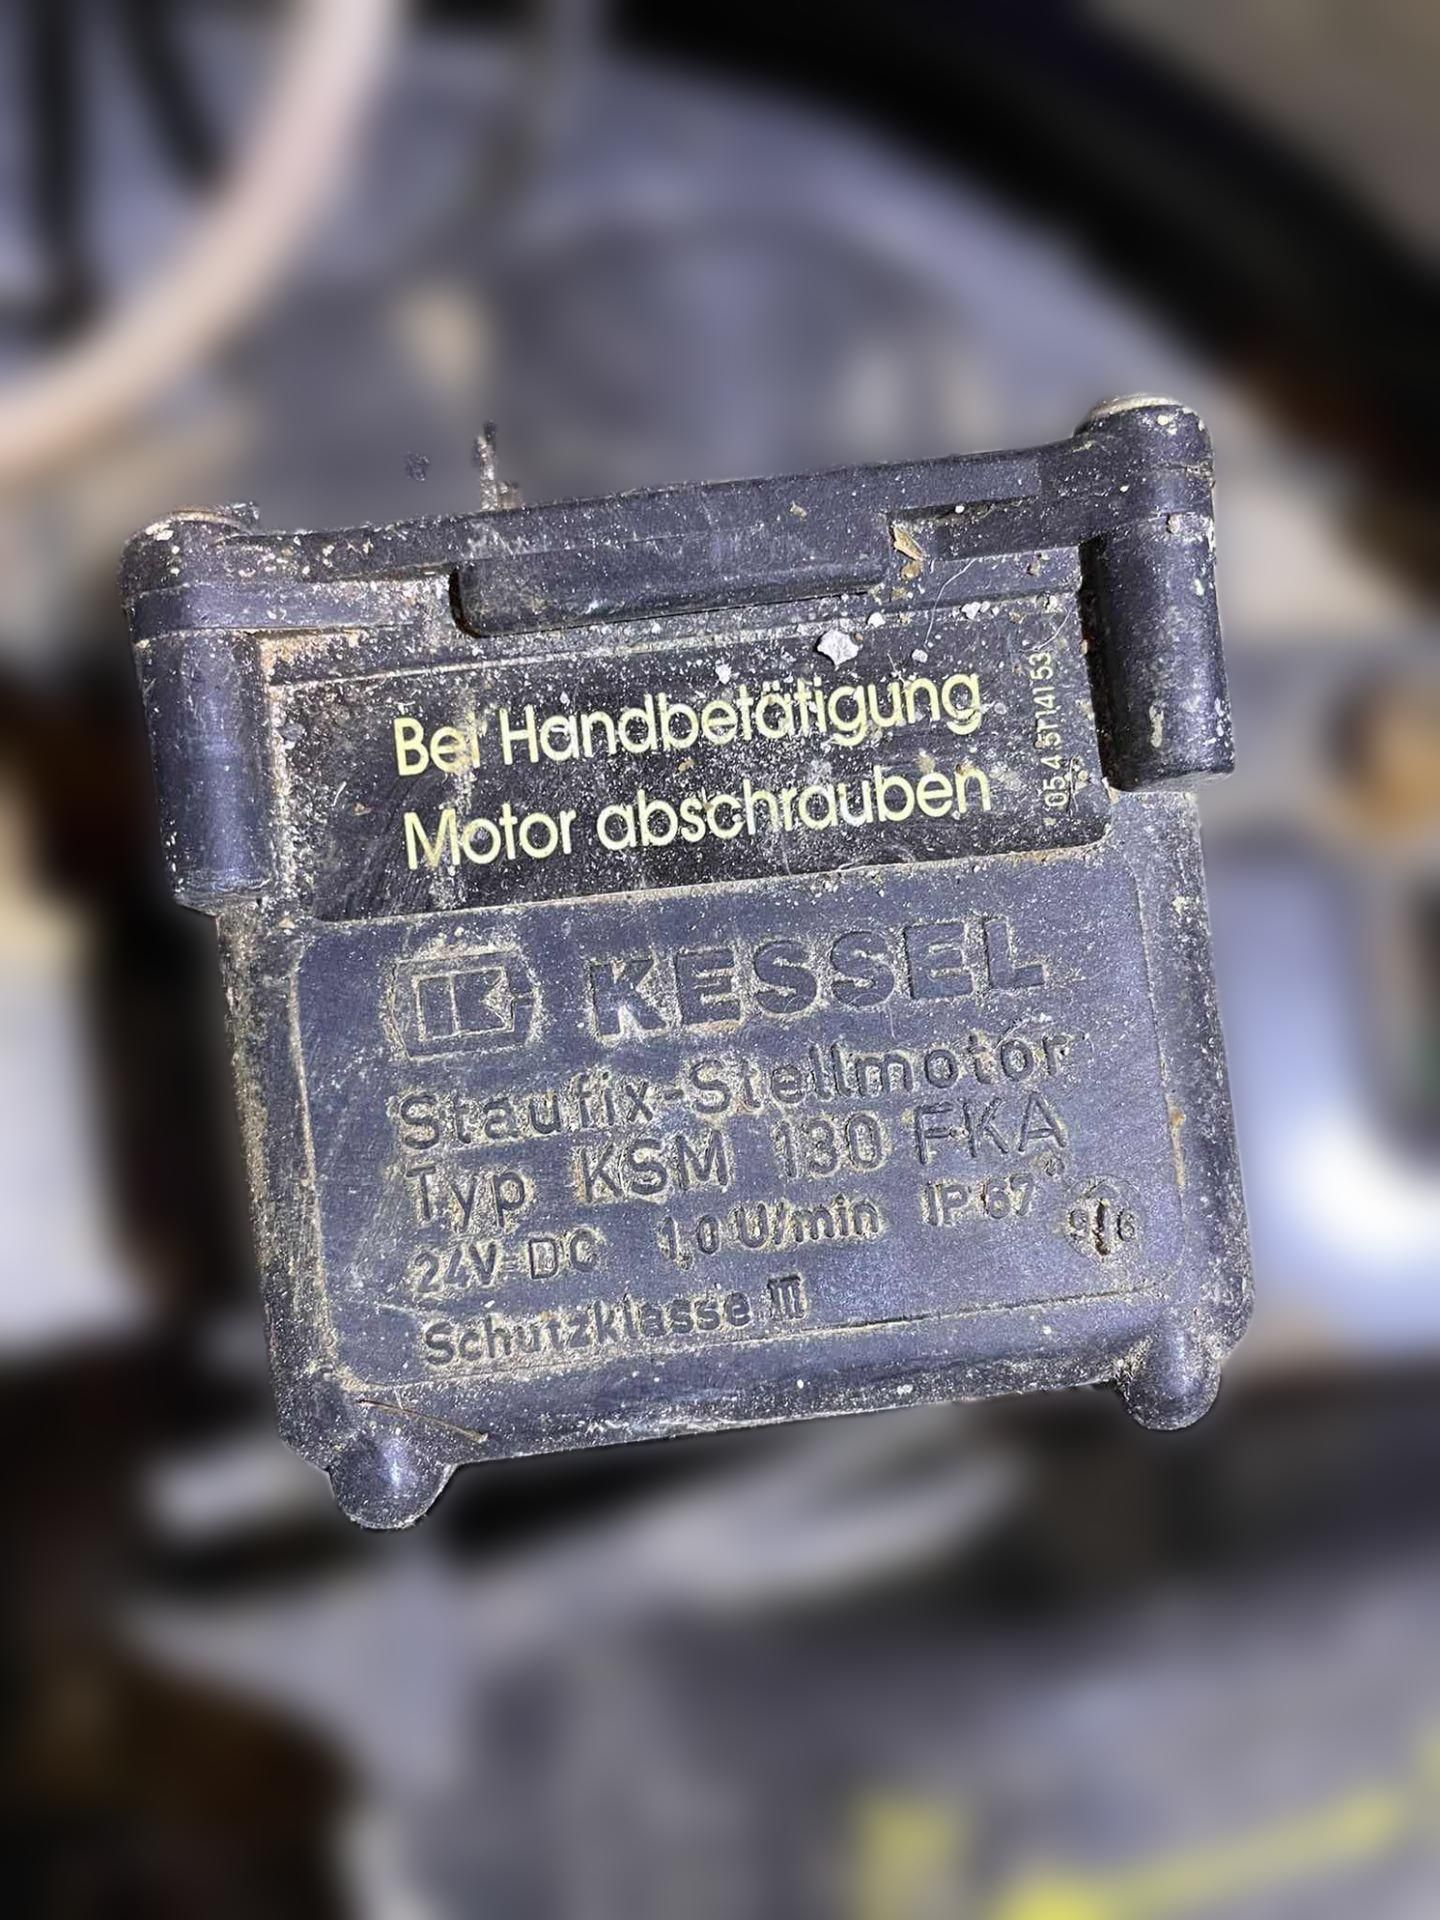 Bei Handbetätigung
Motor abschrauben
KESSEL
Staufix-Stellmotor
Typ KSM 130 FKA
24V-DC 1,0 U/min IP 67
Schutzklasse III